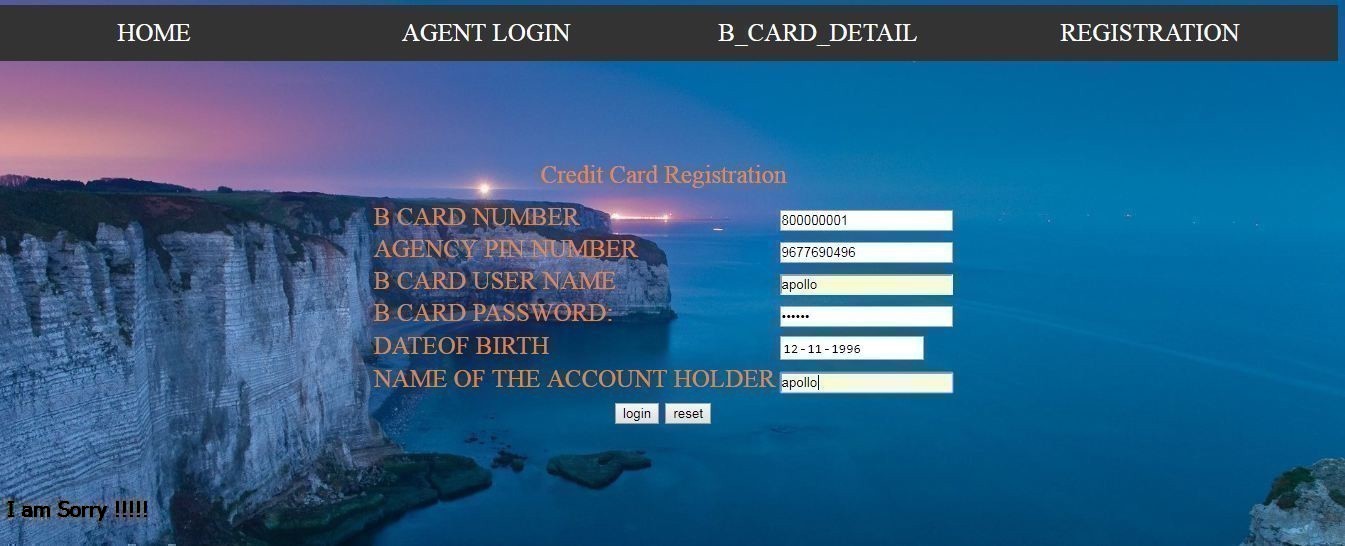 HOME AGENT LOGIN B_CARD_DETAIL REGISTRATION
Credit Card Registration
B CARD NUMBER 800000001
AGENCY PIN NUMBER 9677690496
B CARD USER NAME apollo
B CARD PASSWORD: ••••••
DATEOF BIRTH 12-11-1996
NAME OF THE ACCOUNT HOLDER apollo
login reset
I am Sorry !!!!!